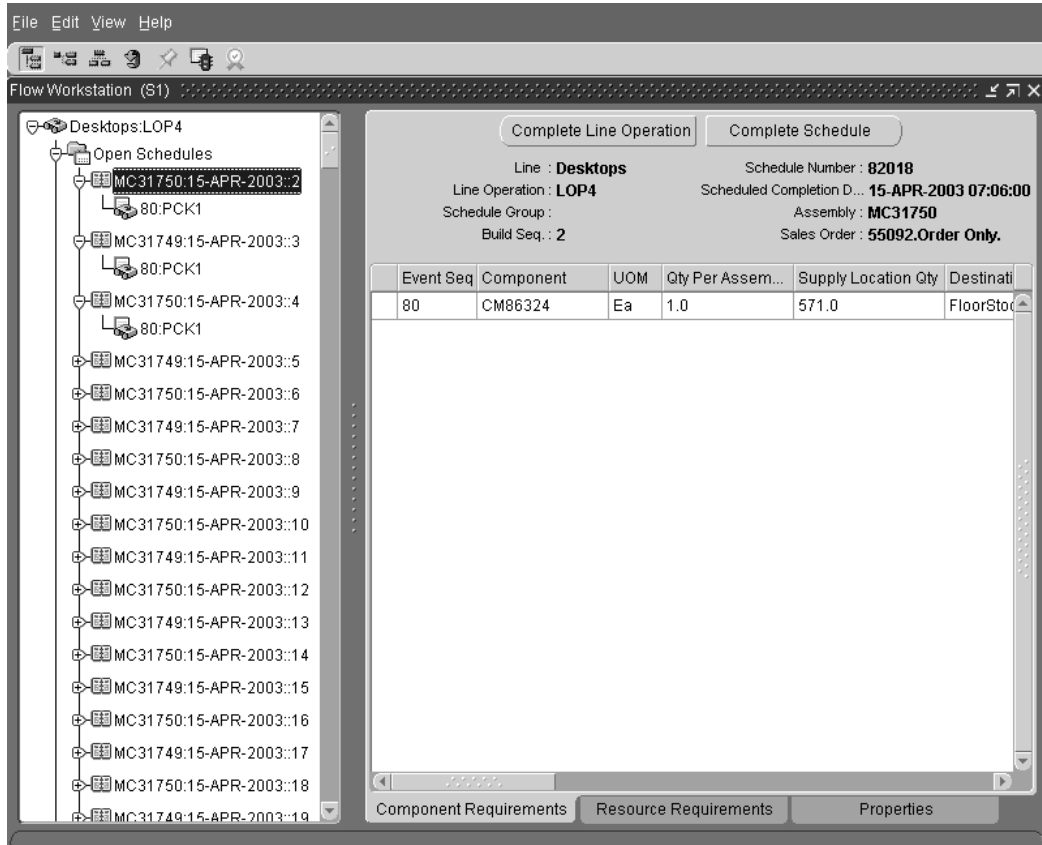 File Edit View Help
Flow Workstation (S1)
Desktops:LOP4
Open Schedules
MC31750:15-APR-2003::2
80:PCK1
MC31749:15-APR-2003::3
80:PCK1
MC31750:15-APR-2003::4
80:PCK1
MC31749:15-APR-2003::5
MC31750:15-APR-2003::6
MC31749:15-APR-2003::7
MC31750:15-APR-2003::8
MC31749:15-APR-2003::9
MC31750:15-APR-2003::10
MC31749:15-APR-2003::11
MC31750:15-APR-2003::12
MC31749:15-APR-2003::13
MC31750:15-APR-2003::14
MC31749:15-APR-2003::15
MC31750:15-APR-2003::16
MC31749:15-APR-2003::17
MC31750:15-APR-2003::18
MC31749:15-APR-2003::19
Complete Line Operation Complete Schedule
Line : Desktops Schedule Number : 82018
Line Operation : LOP4 Scheduled Completion D... 15-APR-2003 07:06:00
Schedule Group : Assembly : MC31750
Build Seq. : 2 Sales Order : 55092.Order Only.
Event Seq Component UOM Qty Per Assem... Supply Location Qty Destinati
80 CM86324 Ea 1.0 571.0 FloorStoc
Component Requirements Resource Requirements Properties